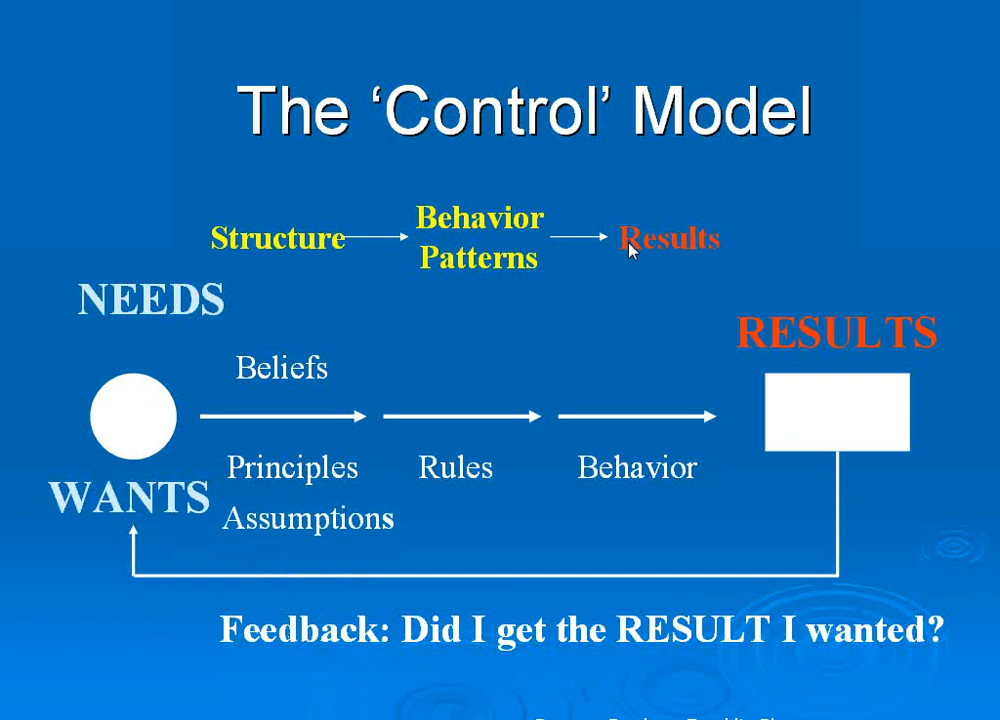 The ‘Control’ Model
Structure
Behavior
Patterns
Results
NEEDS
RESULTS
Beliefs
Principles
Rules
Behavior
WANTS
Assumptions
Feedback: Did I get the RESULT I wanted?